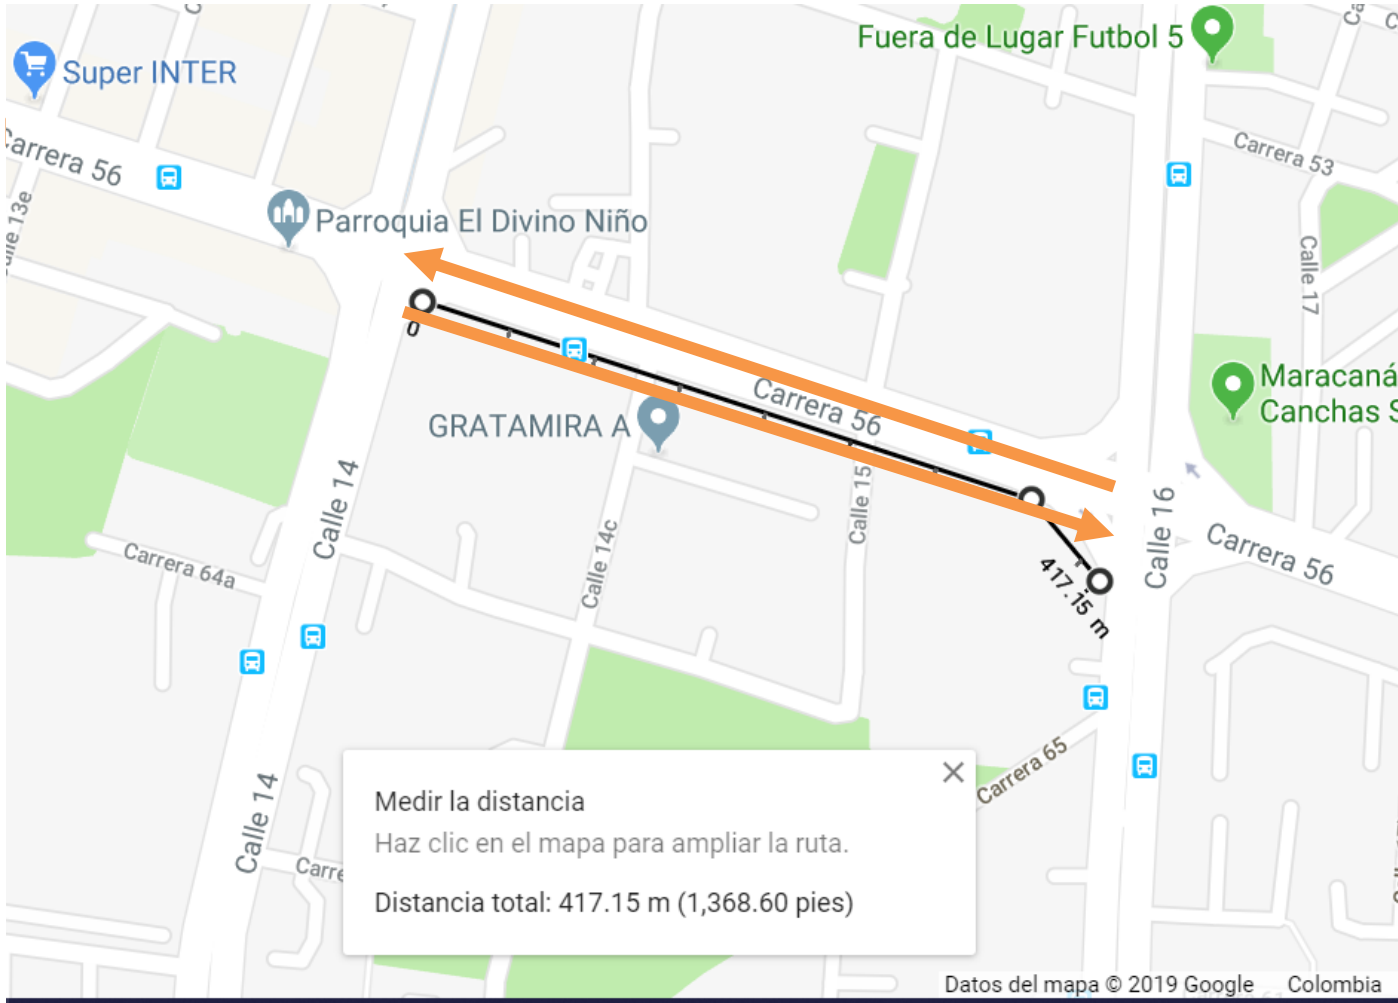 Fuera de Lugar Futbol 5
Super INTER
Carrera 56
Carrera 53
Calle 13e
Parroquia El Divino Niño
Calle 17
0
Maracaná
Canchas S
Carrera 56
GRATAMIRA A
Calle 14
Calle 15
Calle 16
Carrera 56
Carrera 64a
Calle 14c
417.15 m
Carrera 65
Calle 14
Medir la distancia
Haz clic en el mapa para ampliar la ruta.
Carre
Distancia total: 417.15 m (1,368.60 pies)
Datos del mapa © 2019 Google Colombia